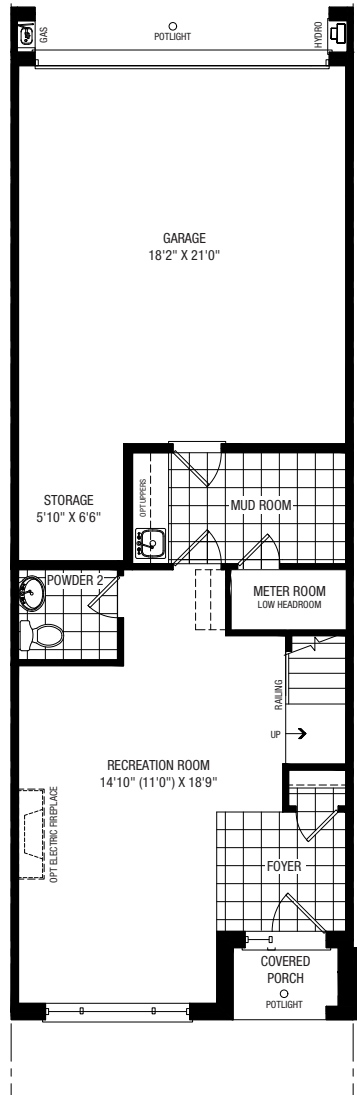 GAS
POTLIGHT
HYDRO
GARAGE
18'2" X 21'0"
STORAGE
5'10" X 6'6"
OPT UPPERS
MUD ROOM
POWDER 2
METER ROOM
LOW HEADROOM
RAILING
UP
RECREATION ROOM
14'10" (11'0") X 18'9"
OPT ELECTRIC FIREPLACE
FOYER
COVERED
PORCH
POTLIGHT